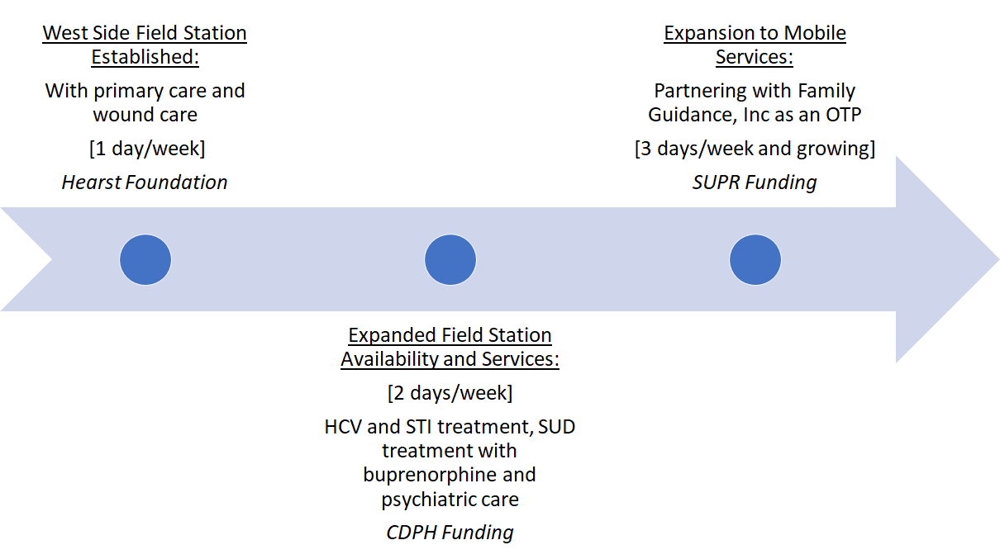 West Side Field Station
Established:
With primary care and
wound care
[1 day/week]
Hearst Foundation
Expanded Field Station
Availability and Services:
[2 days/week]
HCV and STI treatment, SUD
treatment with
buprenorphine and
psychiatric care
CDPH Funding
Expansion to Mobile
Services:
Partnering with Family
Guidance, Inc as an OTP
[3 days/week and growing]
SUPR Funding